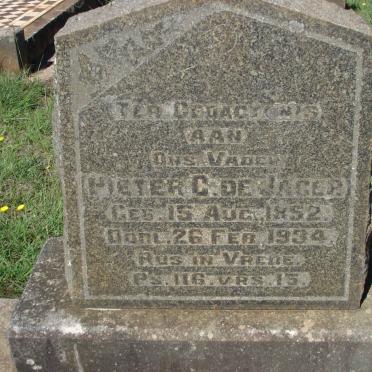 TER GEDACHTENIS
AAN
ONS VADER
PIETER C. DE JAGER
GEB. 15 AUG. 1852.
OORL. 26 FEB. 1934.
RUS IN VREDE.
PS. 116. VRS. 15.